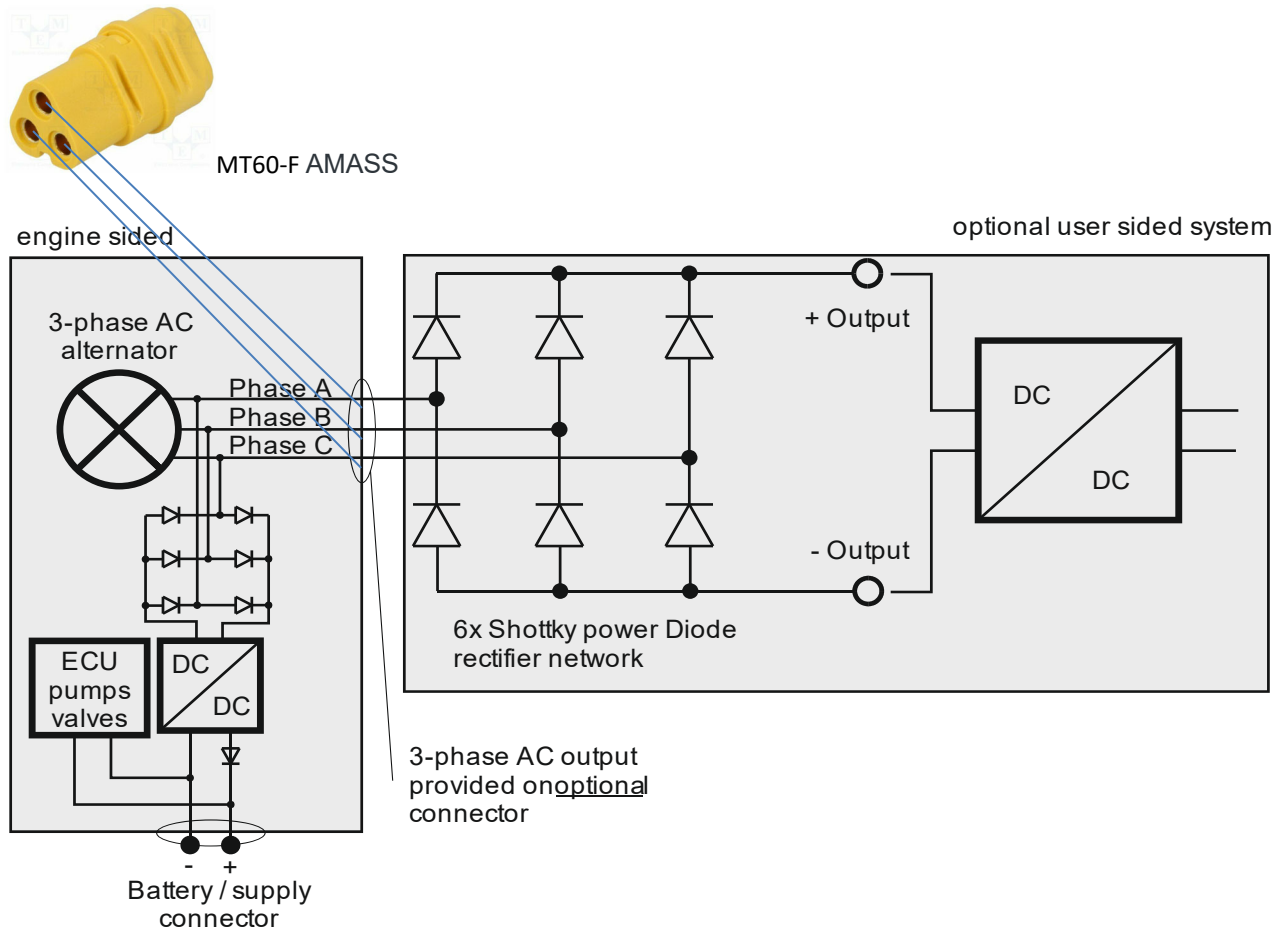 MT60-F AMASS
engine sided
optional user sided system
3-phase AC
alternator
+ Output
Phase A
Phase B
Phase C
DC
DC
- Output
6x Shottky power Diode
rectifier network
ECU
pumps
valves
DC
DC
3-phase AC output
provided onoptional
connector
- +
Battery / supply
connector